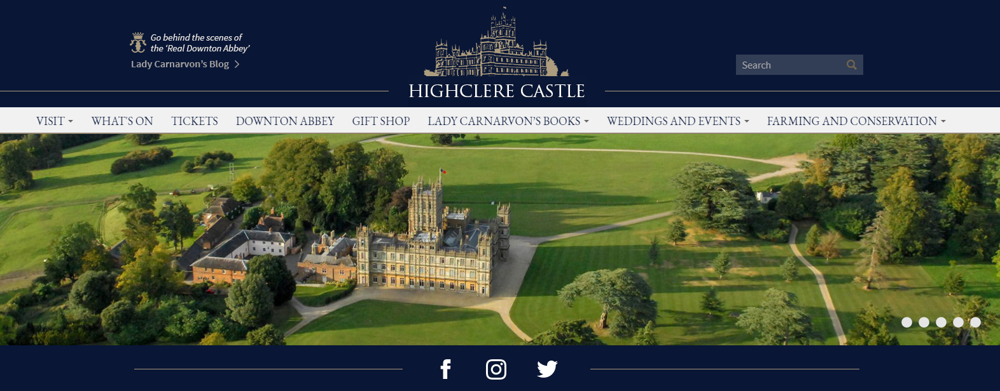 Go behind the scenes of
the ‘Real Downton Abbey’
Lady Carnarvon’s Blog
HIGHCLERE CASTLE
Search
VISIT WHAT'S ON TICKETS DOWNTON ABBEY GIFT SHOP LADY CARNARVON’S BOOKS WEDDINGS AND EVENTS FARMING AND CONSERVATION